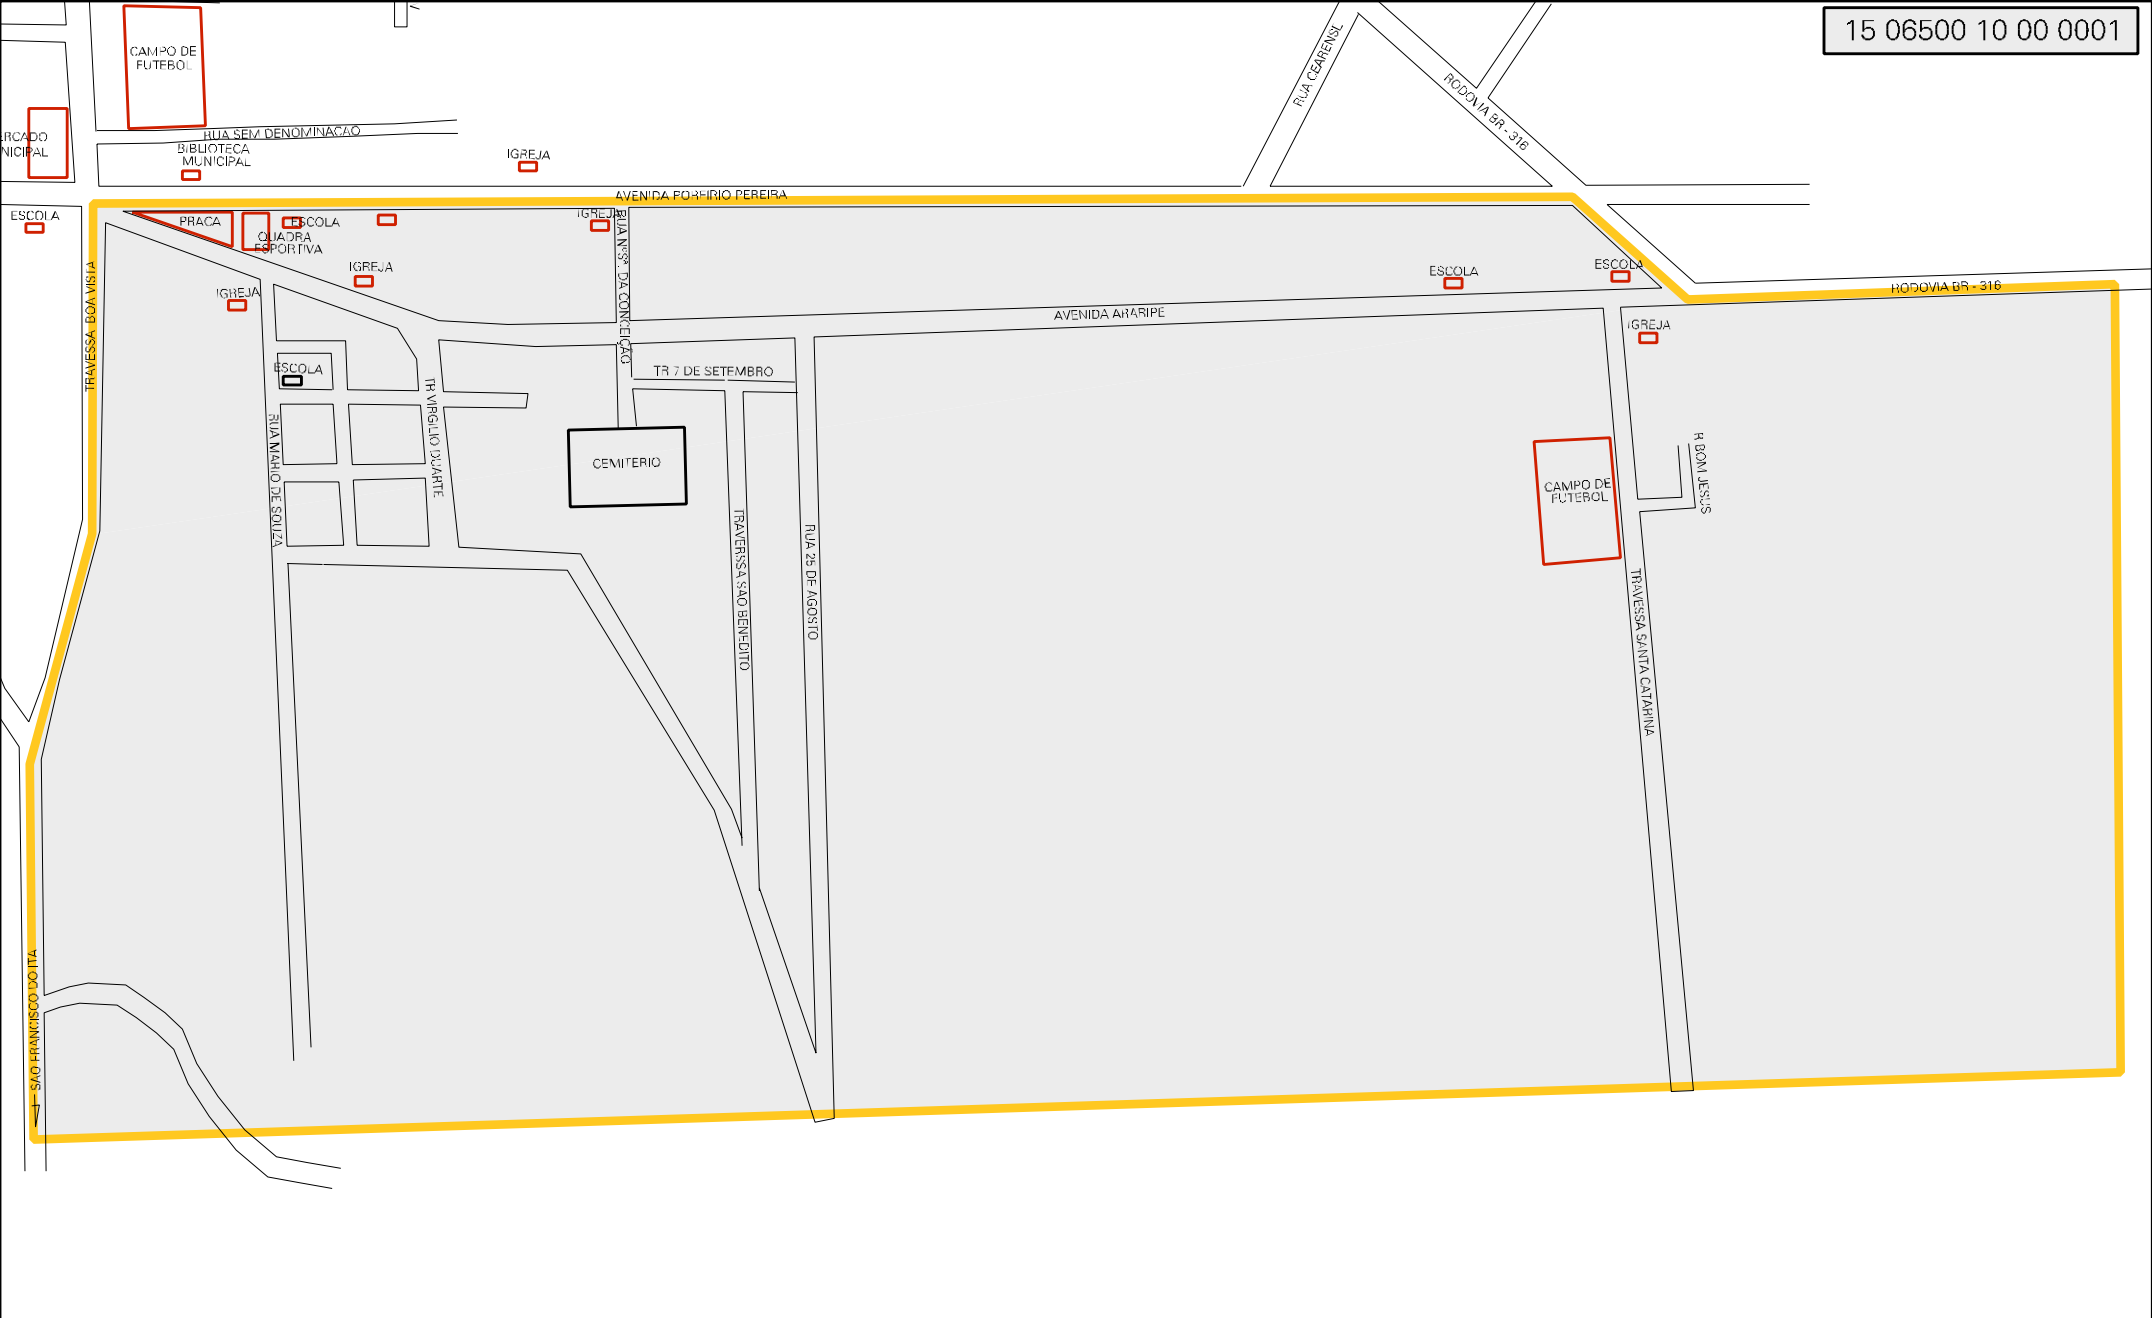 15 06500 10 00 0001
CAMPO DE
FUTEBOL
RUA CEARENSE
RODOVIA BR - 316
RUA SEM DENOMINACAO
BIBLIOTECA
MUNICIPAL
IGREJA
AVENIDA PORFIRIO PEREIRA
ESCOLA
PRACA
ESCOLA
QUADRA
ESPORTIVA
IGREJA
RUA Nº Sª. DA CONCEIÇAO
IGREJA
IGREJA
TRAVESSA BOA VISTA
ESCOLA
ESCOLA
RODOVIA BR - 316
AVENIDA ARARIPE
IGREJA
ESCOLA
TR 7 DE SETEMBRO
TR VIRGILIO DUARTE
RUA MARIO DE SOUZA
CEMITERIO
CAMPO DE
FUTEBOL
R BOM JESUS
TRAVERSSA SAO BENEDITO
RUA 25 DE AGOSTO
TRAVESSA SANTA CATARINA
SAO FRANCISCO DO ITA